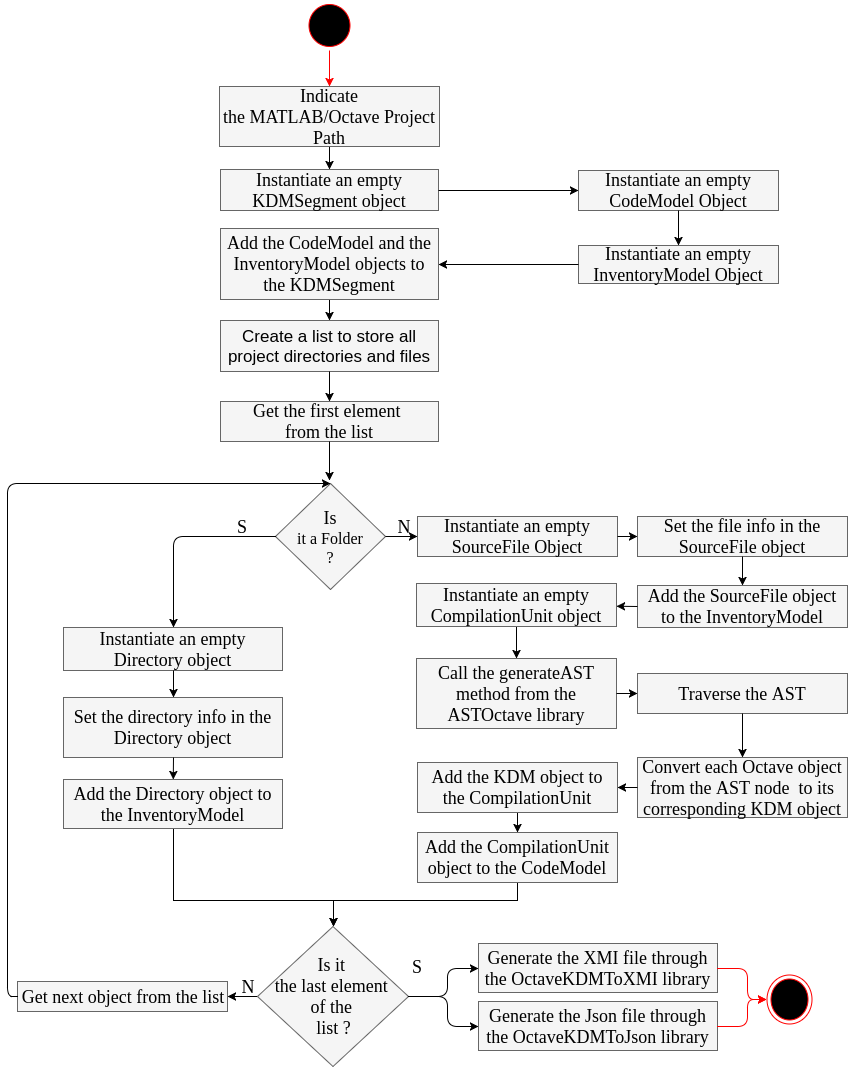 Indicate
the MATLAB/Octave Project
Path
Instantiate an empty
KDMSegment object
Instantiate an empty
CodeModel Object
Add the CodeModel and the
InventoryModel objects to
the KDMSegment
Instantiate an empty
InventoryModel Object
Create a list to store all
project directories and files
Get the first element
from the list
Is
it a Folder
?
S
N
Instantiate an empty
SourceFile Object
Set the file info in the
SourceFile object
Instantiate an empty
CompilationUnit object
Add the SourceFile object
to the InventoryModel
Instantiate an empty
Directory object
Call the generateAST
method from the
ASTOctave library
Traverse the AST
Set the directory info in the
Directory object
Add the KDM object to
the CompilationUnit
Convert each Octave object
from the AST node to its
corresponding KDM object
Add the Directory object to
the InventoryModel
Add the CompilationUnit
object to the CodeModel
Is it
the last element
of the
list ?
S
N
Get next object from the list
Generate the XMI file through
the OctaveKDMToXMI library
Generate the Json file through
the OctaveKDMToJson library